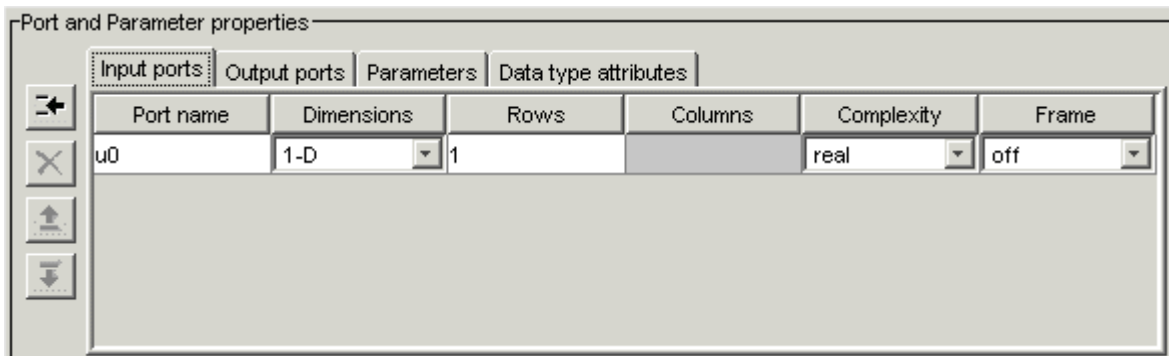 Port and Parameter properties
Input ports Output ports Parameters Data type attributes
Port name Dimensions Rows Columns Complexity Frame
u0 1-D 1 real off